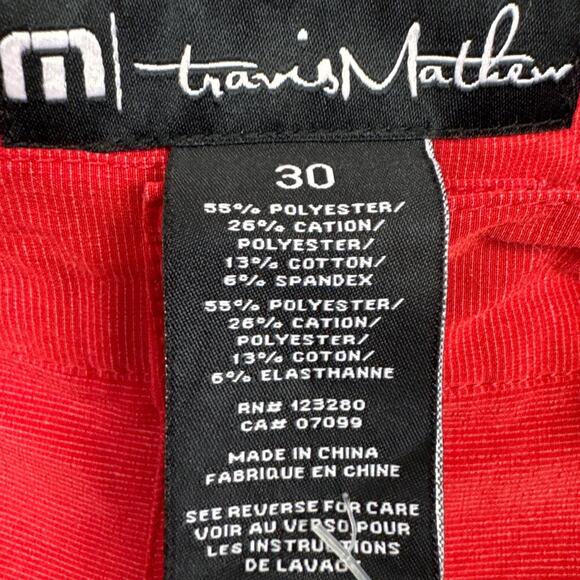 m | travisMathew
30
55% POLYESTER/
26% CATION/
POLYESTER/
13% COTTON/
6% SPANDEX
55% POLYESTER/
26% CATION/
POLYESTER/
13% COTON/
6% ELASTHANNE
RN# 123280
CA# 07099
MADE IN CHINA
FABRIQUE EN CHINE
SEE REVERSE FOR CARE
VOIR AU VERSO POUR
LES INSTRUCTIONS
DE LAVAG